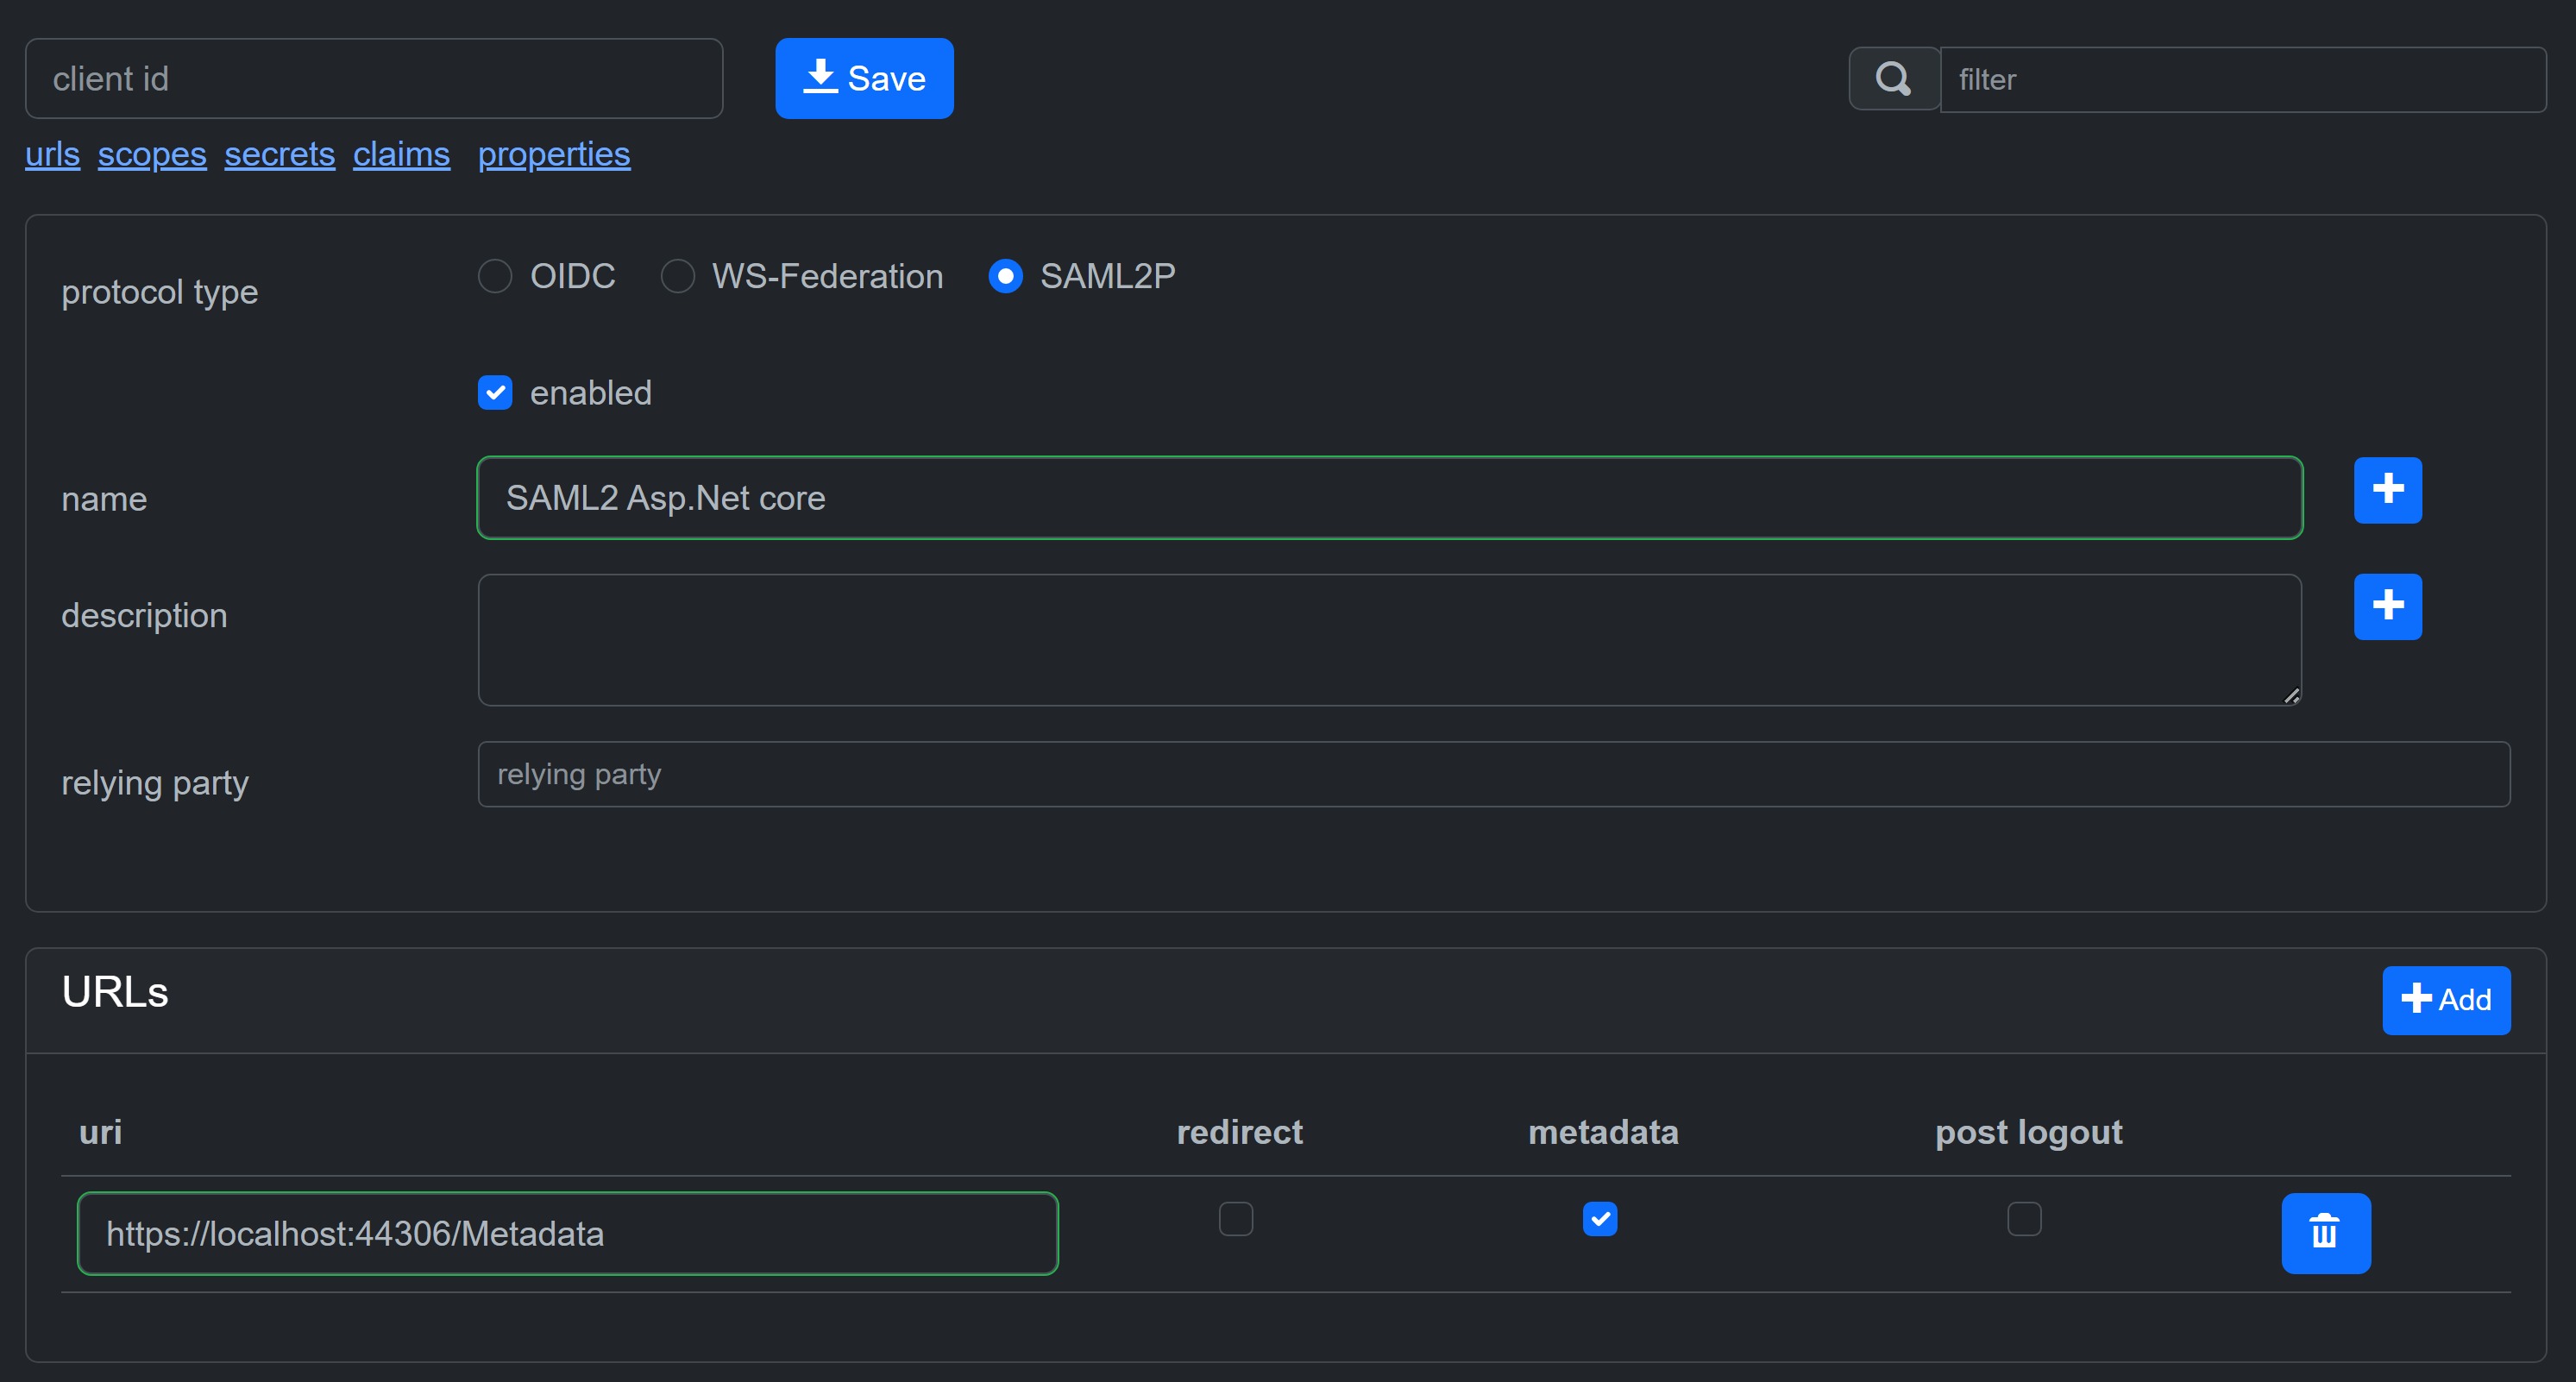 client id
Save
filter
urls scopes secrets claims properties
protocol type
OIDC WS-Federation SAML2P
enabled
name
SAML2 Asp.Net core
description
relying party
relying party
URLs
Add
uri redirect metadata post logout
https://localhost:44306/Metadata